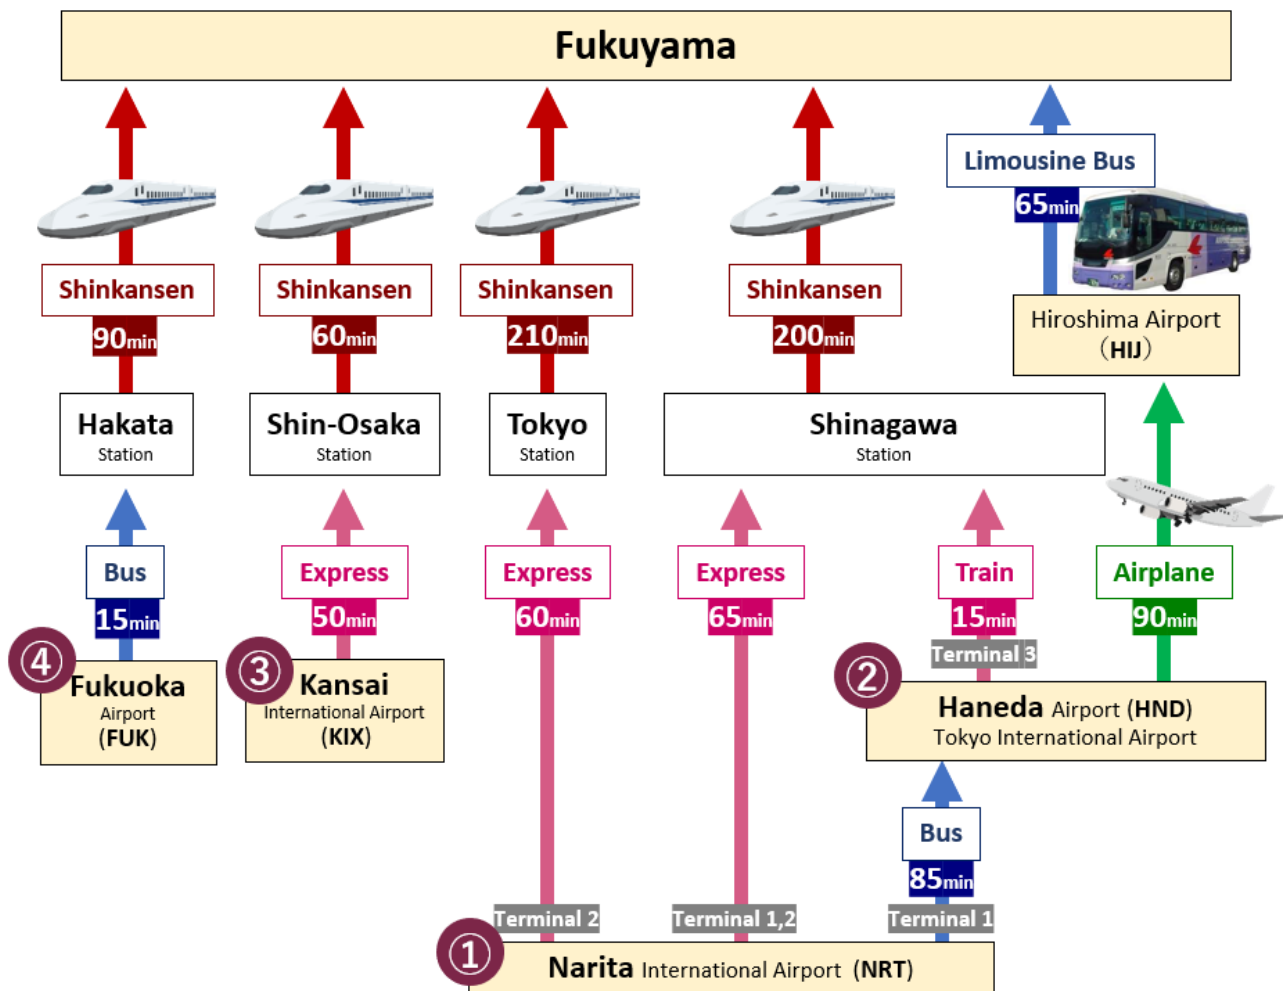 Fukuyama
Limousine Bus
65min
Shinkansen
Shinkansen
Shinkansen
Shinkansen
90min
60min
210min
200min
Hiroshima Airport
（HIJ）
Hakata
Station
Shin-Osaka
Station
Tokyo
Station
Shinagawa
Station
Bus
Express
Express
Express
Train
Airplane
15min
50min
60min
65min
15min
90min
Terminal 3
④
Fukuoka
Airport
(FUK)
③
Kansai
International Airport
(KIX)
②
Haneda Airport (HND)
Tokyo International Airport
Bus
85min
Terminal 2
Terminal 1,2
Terminal 1
①
Narita International Airport (NRT)